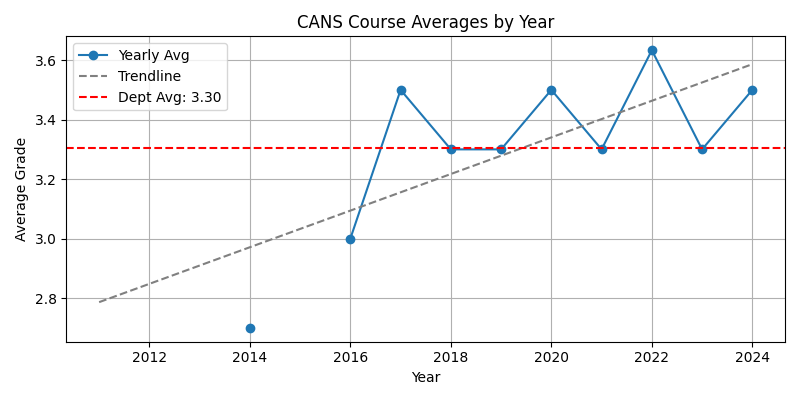 CANS Course Averages by Year
Yearly Avg
Trendline
Dept Avg: 3.30
Average Grade
3.6
3.4
3.2
3.0
2.8
2012 2014 2016 2018 2020 2022 2024
Year